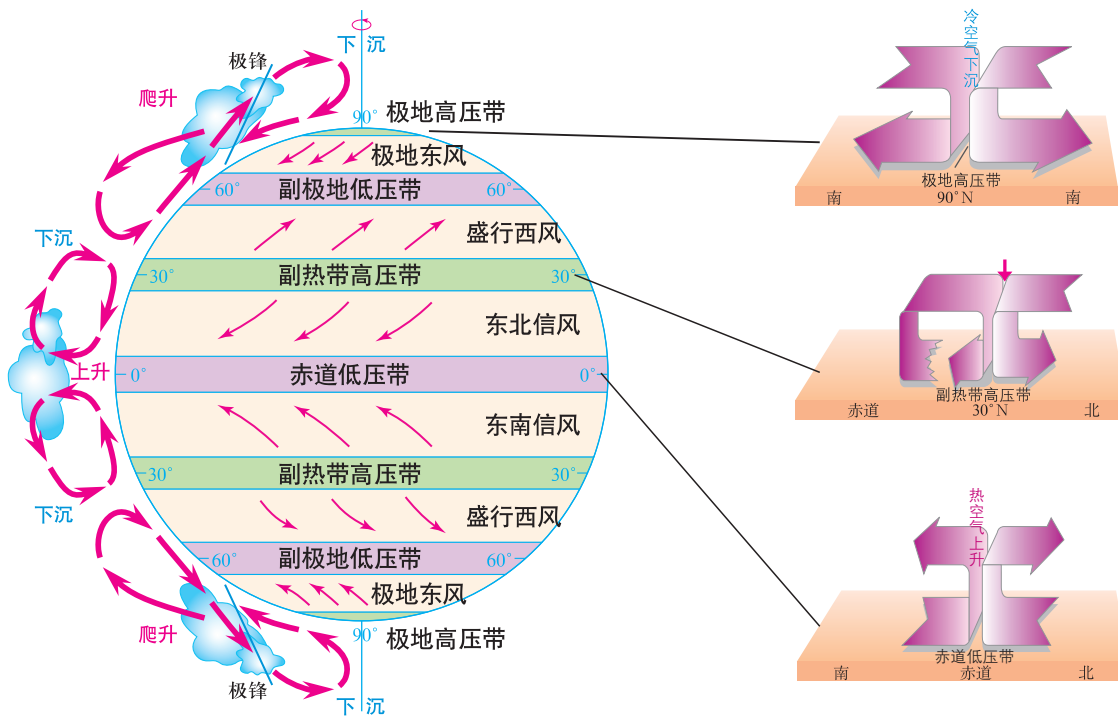 下 沉
极锋
爬升
90°
极地高压带
极地东风
60°
副极地低压带
60°
盛行西风
下沉
30°
副热带高压带
30°
东北信风
上升
0°
赤道低压带
0°
东南信风
30°
副热带高压带
30°
下沉
盛行西风
60°
副极地低压带
60°
极地东风
爬升
90°
极地高压带
极锋
下 沉
冷空气下沉
极地高压带
南
90°N
南
副热带高压带
赤道
30°N
北
热空气上升
赤道低压带
南
赤道
北